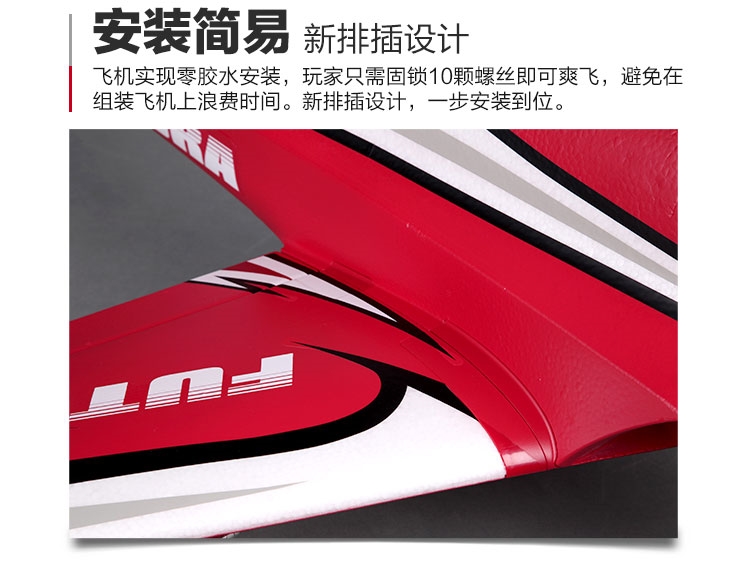 安装简易 新排插设计
飞机实现零胶水安装，玩家只需固锁10颗螺丝即可爽飞，避免在
组装飞机上浪费时间。新排插设计，一步安装到位。
RA
FUT